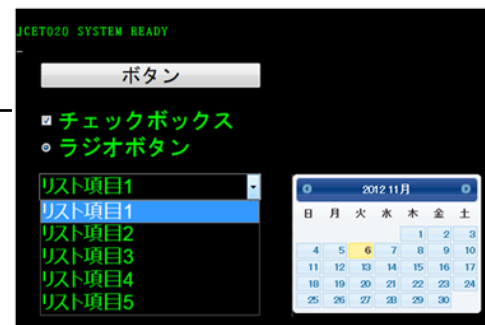 JCET020 SYSTEM READY
ボタン
チェックボックス
ラジオボタン
リスト項目1
リスト項目1
リスト項目2
リスト項目3
リスト項目4
リスト項目5
2012 11月
日 月 火 水 木 金 土
1 2 3
4 5 6 7 8 9 10
11 12 13 14 15 16 17
18 19 20 21 22 23 24
25 26 27 28 29 30